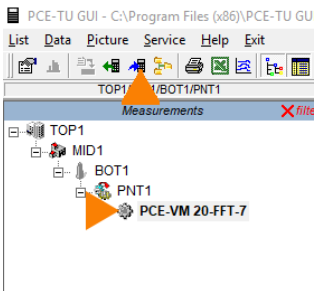 PCE-TU GUI - C:\Program Files (x86)\PCE-TU GU
List Data Picture Service Help Exit
TOP1/BOT1/PNT1
Measurements filte
TOP1
MID1
BOT1
PNT1
PCE-VM 20-FFT-7